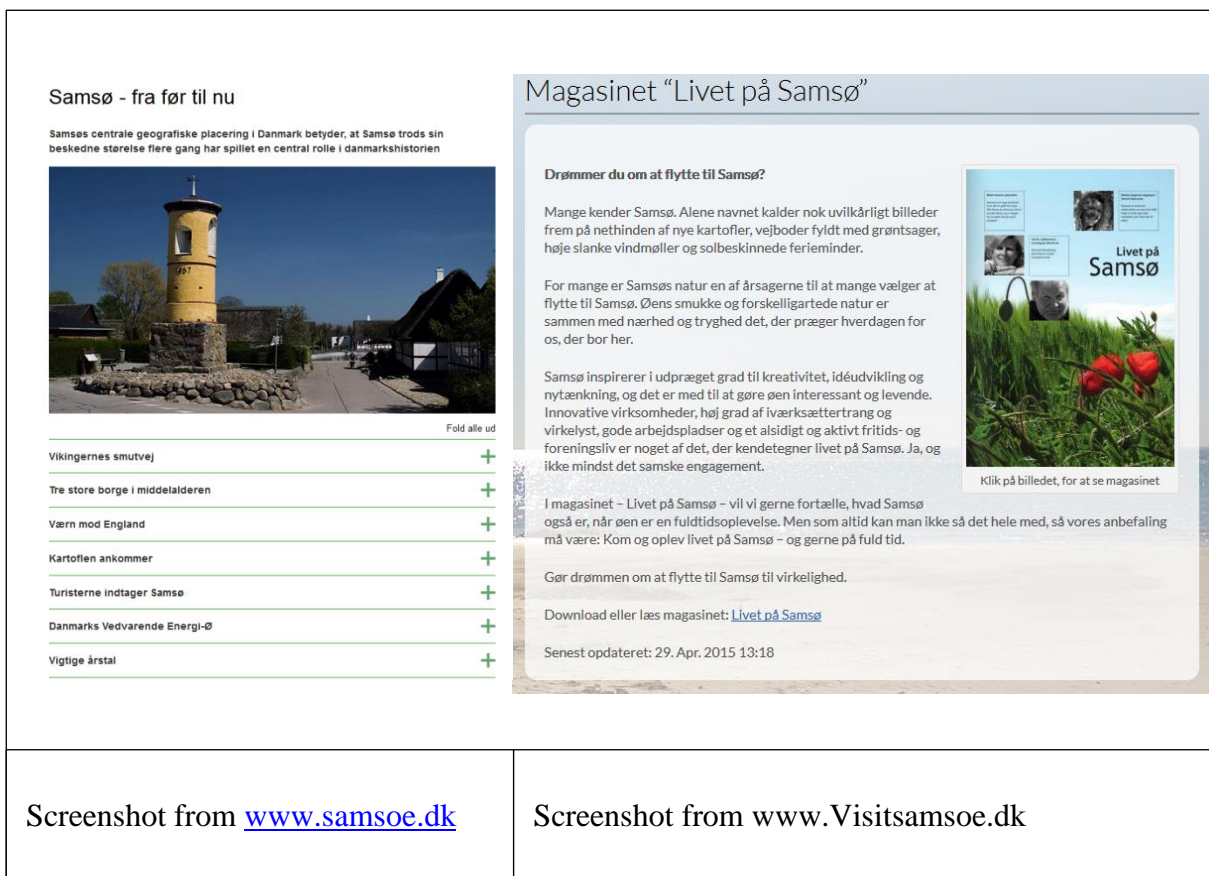 Samsø - fra før til nu
Samsøs centrale geografiske placering i Danmark betyder, at Samsø trods sin
beskedne størelse flere gang har spillet en central rolle i danmarkshistorien
1867
Fold alle ud
Vikingernes smutvej
Tre store borge i middelalderen
Værn mod England
Kartoflen ankommer
Turisterne indtager Samsø
Danmarks Vedvarende Energi-Ø
Vigtige årstal
Magasinet “Livet på Samsø”
Drømmer du om at flytte til Samsø?
Mange kender Samsø. Alene navnet kalder nok uvilkårligt billeder
frem på nethinden af nye kartofler, vejboder fyldt med grøntsager,
høje slanke vindmøller og solbeskinnede ferieminder.
For mange er Samsøs natur en af årsagerne til at mange vælger at
flytte til Samsø. Øens smukke og forskelligartede natur er
sammen med nærhed og tryghed det, der præger hverdagen for
os, der bor her.
Samsø inspirerer i udpræget grad til kreativitet, idéudvikling og
nytænkning, og det er med til at gøre øen interessant og levende.
Innovative virksomheder, høj grad af iværksættertrang og
virkelyst, gode arbejdspladser og et alsidigt og aktivt fritids- og
foreningsliv er noget af det, der kendetegner livet på Samsø. Ja, og
ikke mindst det samske engagement.
I magasinet – Livet på Samsø – vil vi gerne fortælle, hvad Samsø
også er, når øen er en fuldtidsoplevelse. Men som altid kan man ikke så det hele med, så vores anbefaling
må være: Kom og oplev livet på Samsø – og gerne på fuld tid.
Gør drømmen om at flytte til Samsø til virkelighed.
Download eller læs magasinet: Livet på Samsø
Senest opdateret: 29. Apr. 2015 13:18
Livet på
Samsø
Klik på billedet, for at se magasinet
Screenshot from www.samsoe.dk
Screenshot from www.Visitsamsoe.dk